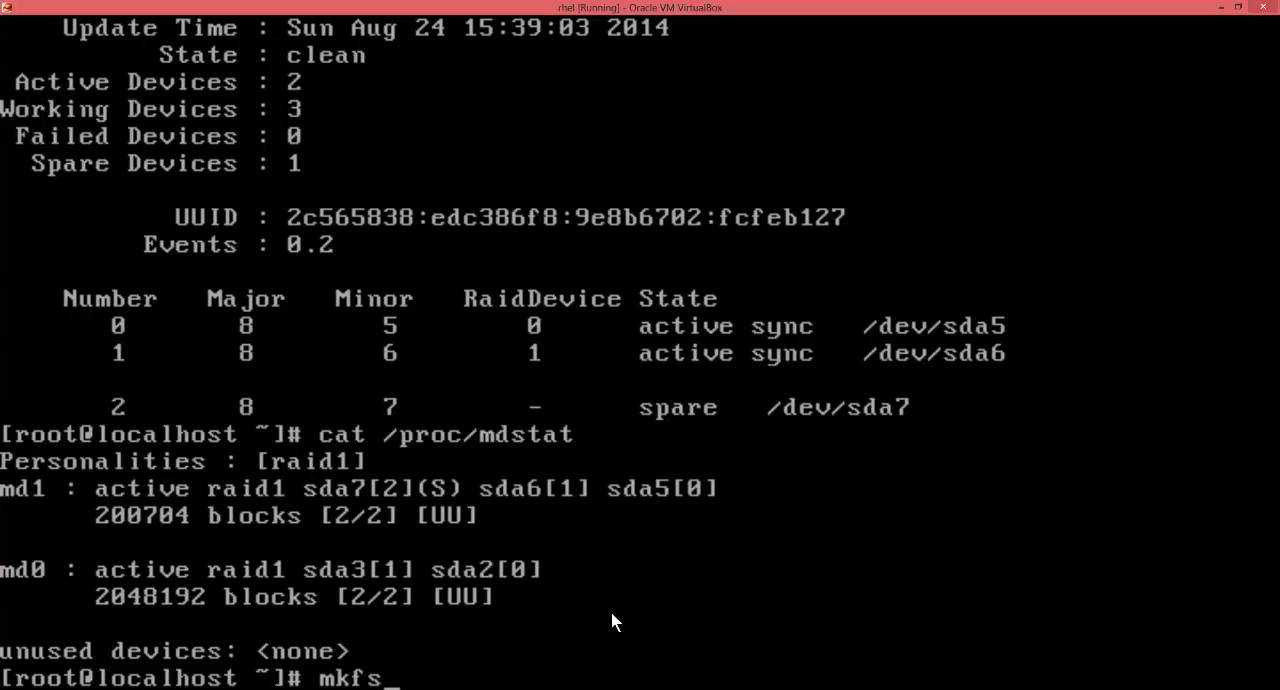 rhel [Running] - Oracle VM VirtualBox
Update Time : Sun Aug 24 15:39:03 2014
State : clean
Active Devices : 2
Working Devices : 3
Failed Devices : 0
Spare Devices : 1
UUID : 2c565838:edc386f8:9e8b6702:fcfeb127
Events : 0.2
Number Major Minor RaidDevice State
0 8 5 0 active sync /dev/sda5
1 8 6 1 active sync /dev/sda6
2 8 7 - spare /dev/sda7
[root@localhost ~]# cat /proc/mdstat
Personalities : [raid1]
md1 : active raid1 sda7[2](S) sda6[1] sda5[0]
200704 blocks [2/2] [UU]
md0 : active raid1 sda3[1] sda2[0]
2048192 blocks [2/2] [UU]
unused devices: <none>
[root@localhost ~]# mkfs_